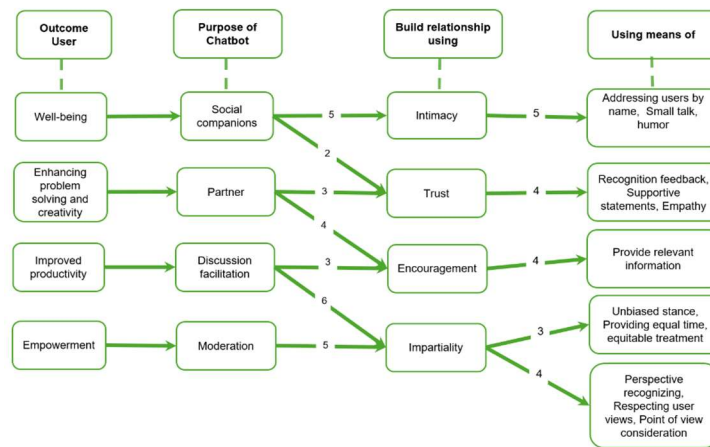 Outcome
User
Purpose of
Chatbot
Build relationship
using
Using means of
Well-being
Social
companions
5
Intimacy
5
Addressing users by
name, Small talk,
humor
2
Enhancing
problem
solving and
creativity
Partner
3
Trust
4
Recognition feedback,
Supportive
statements, Empathy
4
Improved
productivity
Discussion
facilitation
3
Encouragement
4
Provide relevant
information
6
Empowerment
Moderation
5
Impartiality
3
Unbiased stance,
Providing equal time,
equitable treatment
4
Perspective
recognizing,
Respecting user
views, Point of view
consideration